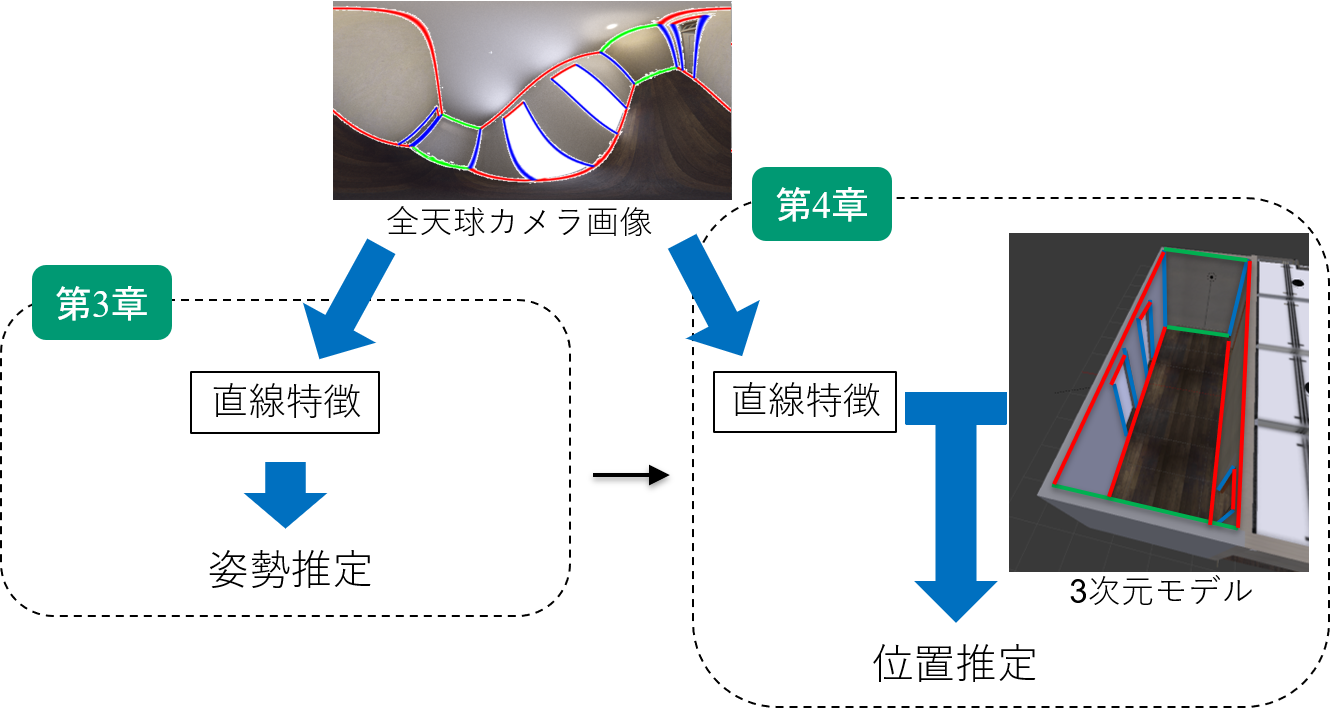 全天球カメラ画像
第3章
直線特徴
姿勢推定
第4章
直線特徴
3次元モデル
位置推定